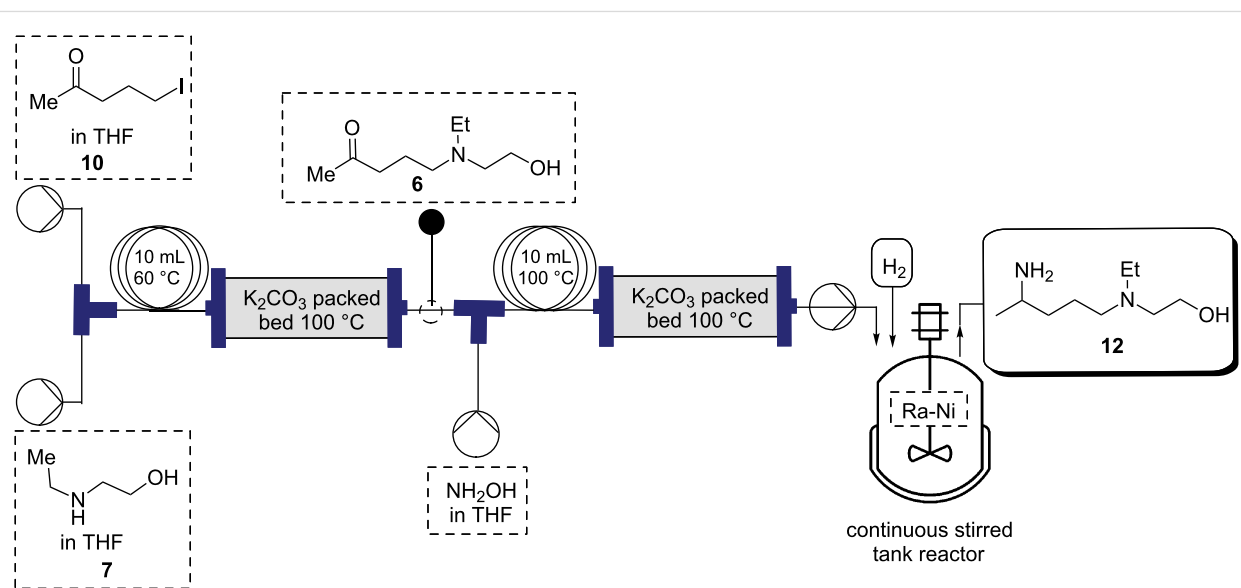 O
Me
I
in THF
10
10 mL
60 °C
K2CO3 packed
bed 100 °C
O
Me
Et
N
OH
6
10 mL
100 °C
K2CO3 packed
bed 100 °C
H2
NH2
Et
N
OH
12
Ra-Ni
continuous stirred
tank reactor
Me
N
H
OH
in THF
7
NH2OH
in THF